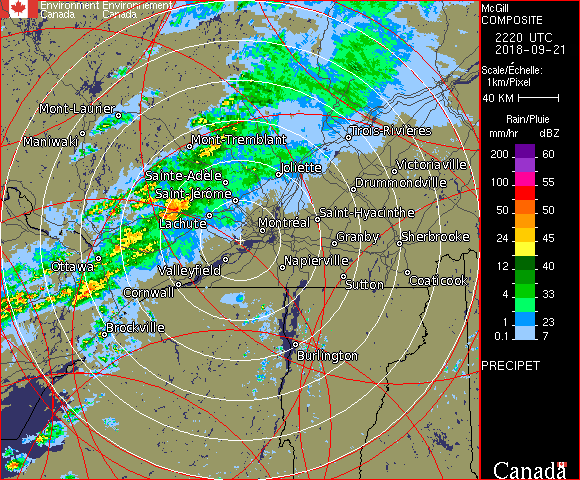 Environment Environnement
Canada Canada
McGill
COMPOSITE
2220 UTC
2018-09-21
Scale/Échelle:
1km/Pixel
40 KM
Rain/Pluie
mm/hr dBZ
200 60
160
100 55
50 50
24 45
12 40
4 33
1 23
0.1 7
PRECIPET
Canada
Mont-Laurier
Maniwaki
Mont-Tremblant
Trois-Rivières
Sainte-Adèle
Joliette
Victoriaville
Saint-Jérôme
Drummondville
Lachute
Montréal
Saint-Hyacinthe
Granby
Sherbrooke
Ottawa
Valleyfield
Napierville
Cornwall
Sutton
Coaticook
Brockville
Burlington